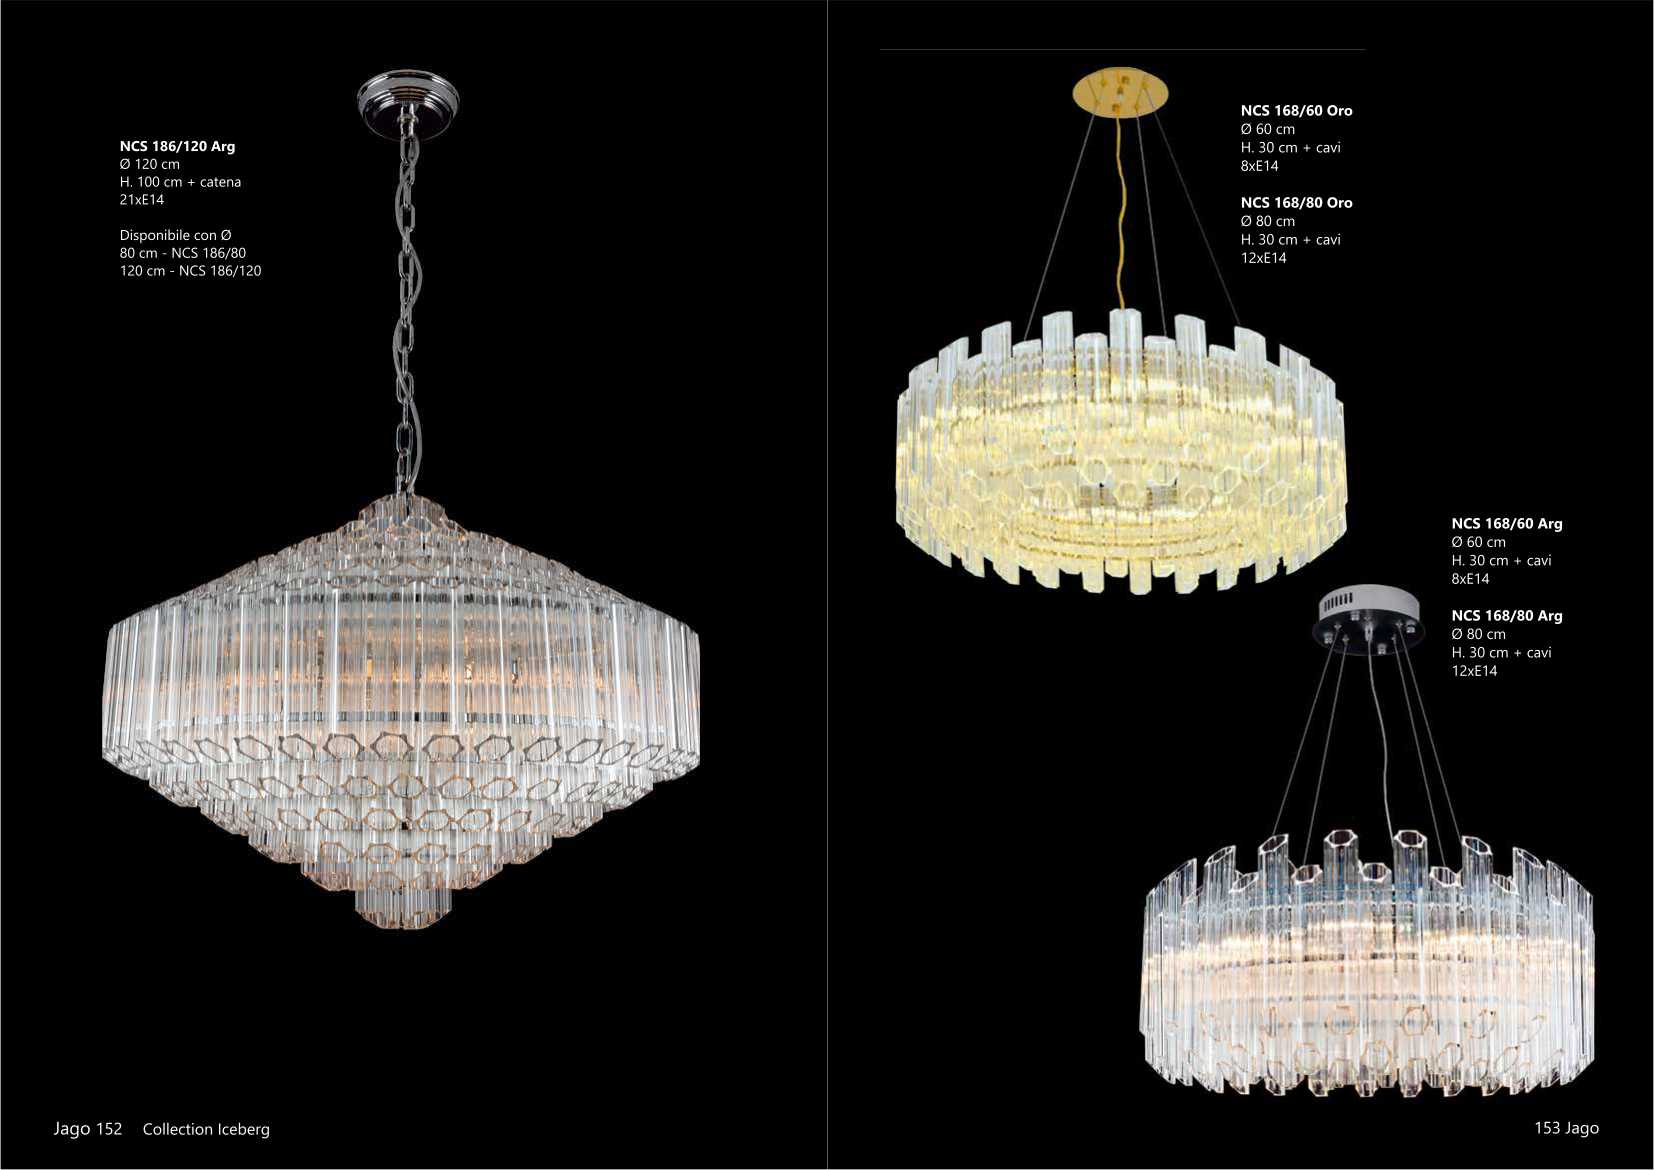 NCS 186/120 Arg
Ø 120 cm
H. 100 cm + catena
21xE14
Disponibile con Ø
80 cm - NCS 186/80
120 cm - NCS 186/120
NCS 168/60 Oro
Ø 60 cm
H. 30 cm + cavi
8xE14
NCS 168/80 Oro
Ø 80 cm
H. 30 cm + cavi
12xE14
NCS 168/60 Arg
Ø 60 cm
H. 30 cm + cavi
8xE14
NCS 168/80 Arg
Ø 80 cm
H. 30 cm + cavi
12xE14
Jago 152 Collection Iceberg
153 Jago